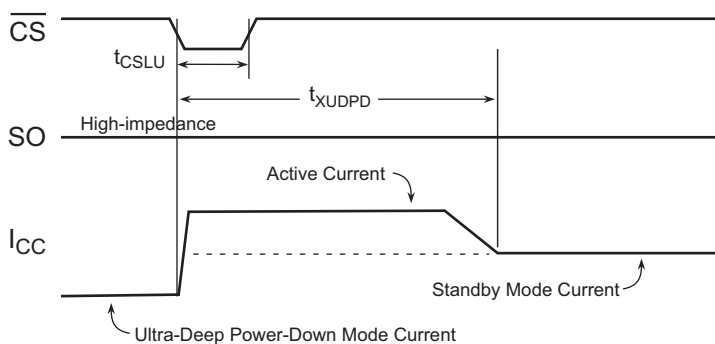 CS
tCSLU
tXUDPD
High-impedance
SO
Active Current
ICC
Standby Mode Current
Ultra-Deep Power-Down Mode Current